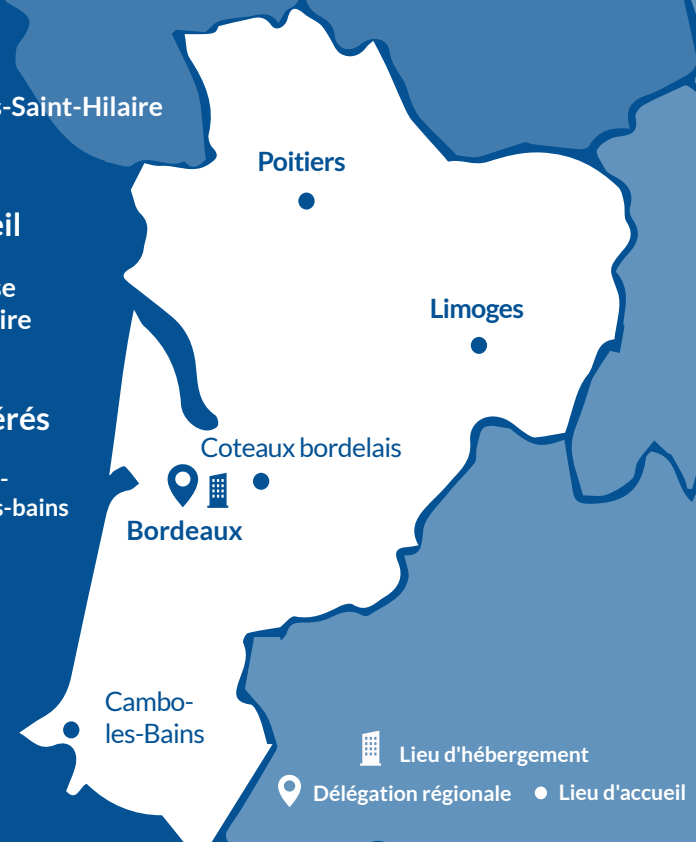 s-Saint-Hilaire
Poitiers
eil
se
ire
Limoges
érés
Coteaux bordelais
-
s-bains
Bordeaux
Cambo-
les-Bains
Lieu d'hébergement
Délégation régionale
Lieu d'accueil